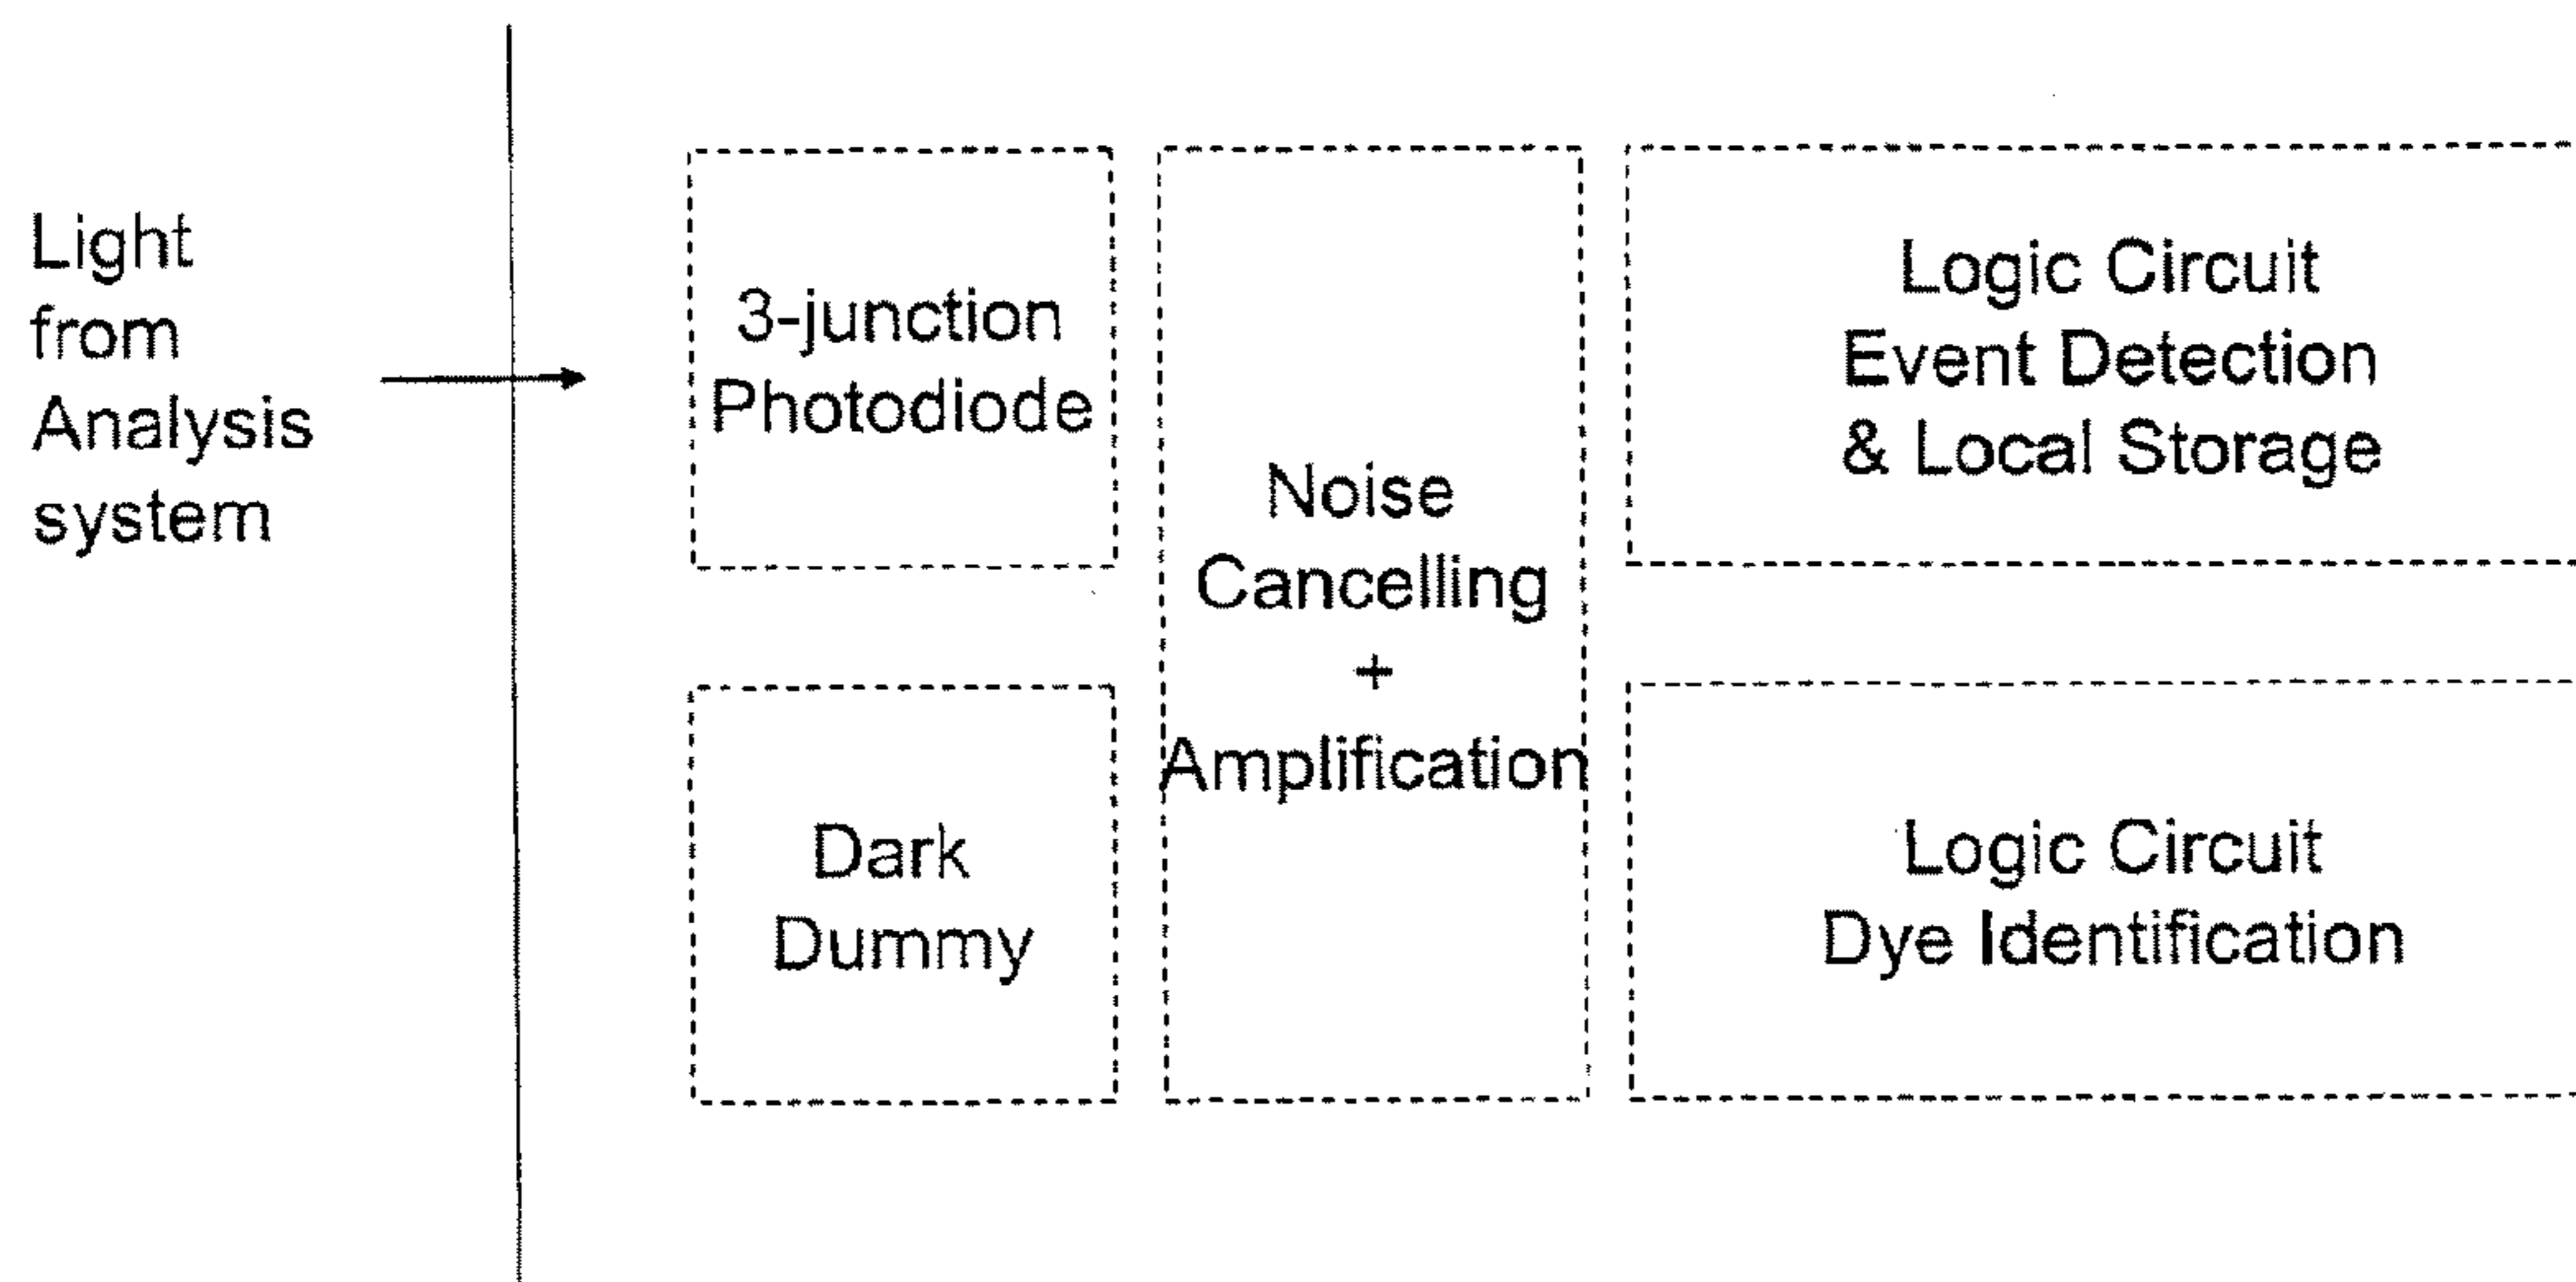 Light
from
Analysis
system
3-junction
Photodiode
Dark
Dummy
Noise
Cancelling
+
Amplification
Logic Circuit
Event Detection
& Local Storage
Logic Circuit
Dye Identification